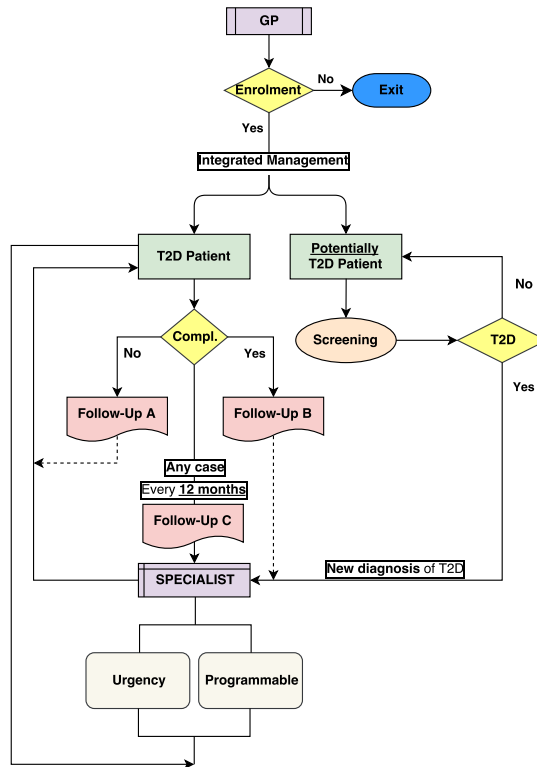 GP
Enrolment
No
Exit
Yes
Integrated Management
T2D Patient
Potentially
T2D Patient
No
Compl.
Screening
T2D
No
Yes
Yes
Follow-Up A
Follow-Up B
Any case
Every 12 months
Follow-Up C
New diagnosis of T2D
SPECIALIST
Urgency
Programmable